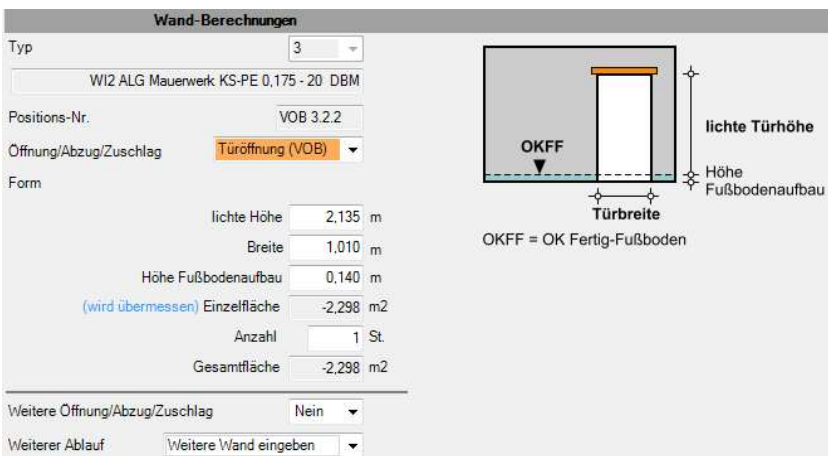 Wand-Berechnungen
Typ 3
WI2 ALG Mauerwerk KS-PE 0,175 - 20 DBM
Positions-Nr. VOB 3.2.2
Öffnung/Abzug/Zuschlag Türöffnung (VOB)
Form
lichte Höhe 2,135 m
Breite 1,010 m
Höhe Fußbodenaufbau 0,140 m
(wird übermessen) Einzelfläche -2,298 m2
Anzahl 1 St.
Gesamtfläche -2,298 m2
Weitere Öffnung/Abzug/Zuschlag Nein
Weiterer Ablauf Weitere Wand eingeben
lichte Türhöhe
OKFF
Höhe
Fußbodenaufbau
Türbreite
OKFF = OK Fertig-Fußboden